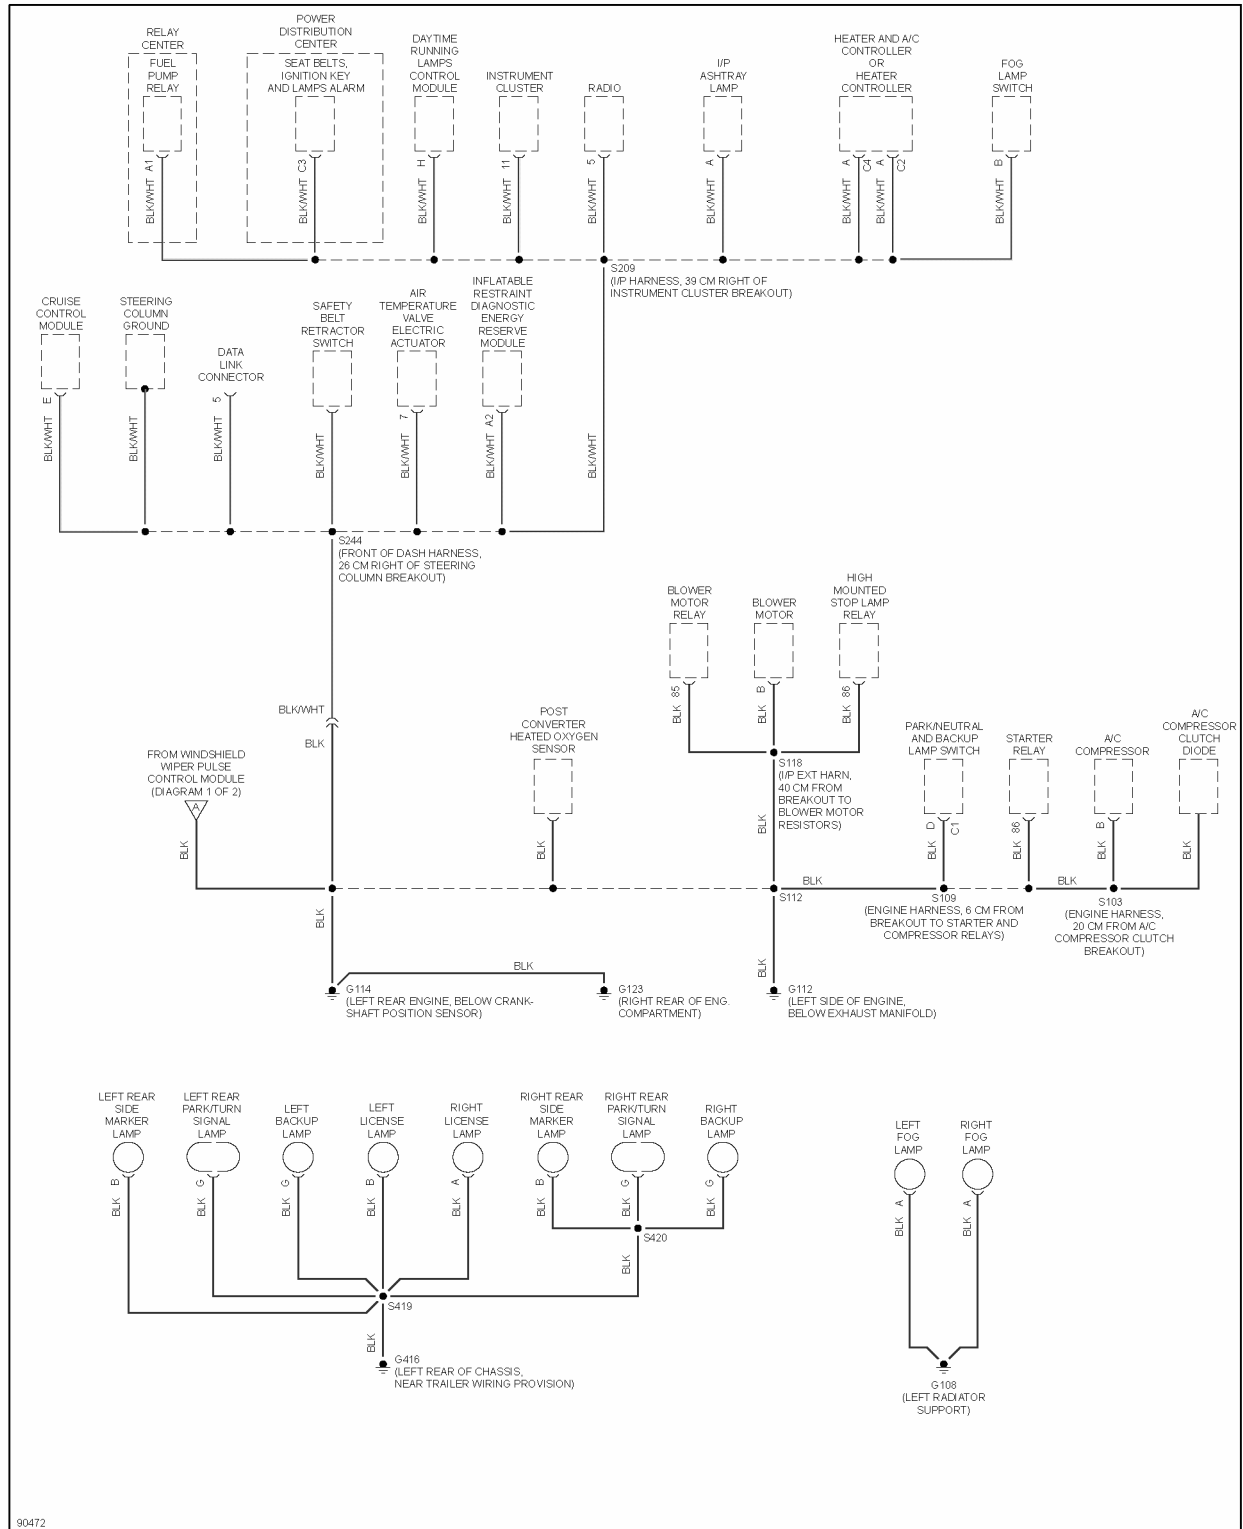 RELAY
CENTER
FUEL
PUMP
RELAY
POWER
DISTRIBUTION
CENTER
SEAT BELTS,
IGNITION KEY
AND LAMPS ALARM
DAYTIME
RUNNING
LAMPS
CONTROL
MODULE
INSTRUMENT
CLUSTER
RADIO
I/P
ASHTRAY
LAMP
HEATER AND A/C
CONTROLLER
OR
HEATER
CONTROLLER
FOG
LAMP
SWITCH
BLK/WHT A1
BLK/WHT C3
BLK/WHT H
BLK/WHT 11
BLK/WHT 5
BLK/WHT A
BLK/WHT A
C4
BLK/WHT A
C2
BLK/WHT B
S209
(I/P HARNESS, 39 CM RIGHT OF
INSTRUMENT CLUSTER BREAKOUT)
CRUISE
CONTROL
MODULE
STEERING
COLUMN
GROUND
DATA
LINK
CONNECTOR
SAFETY
BELT
RETRACTOR
SWITCH
AIR
TEMPERATURE
VALVE
ELECTRIC
ACTUATOR
INFLATABLE
RESTRAINT
DIAGNOSTIC
ENERGY
RESERVE
MODULE
BLK/WHT E
BLK/WHT
BLK/WHT 5
BLK/WHT
BLK/WHT 7
BLK/WHT A2
BLK/WHT
S244
(FRONT OF DASH HARNESS,
26 CM RIGHT OF STEERING
COLUMN BREAKOUT)
BLOWER
MOTOR
RELAY
BLOWER
MOTOR
HIGH
MOUNTED
STOP LAMP
RELAY
BLK 85
BLK B
BLK 86
S118
(I/P EXT HARN,
40 CM FROM
BREAKOUT TO
BLOWER MOTOR
RESISTORS)
BLK/WHT
BLK
FROM WINDSHIELD
WIPER PULSE
CONTROL MODULE
(DIAGRAM 1 OF 2)
A
BLK
POST
CONVERTER
HEATED OXYGEN
SENSOR
BLK
BLK
PARK/NEUTRAL
AND BACKUP
LAMP SWITCH
STARTER
RELAY
A/C
COMPRESSOR
A/C
COMPRESSOR
CLUTCH
DIODE
BLK D
C1
BLK 86
BLK B
BLK
BLK
BLK
S112
S109
(ENGINE HARNESS, 6 CM FROM
BREAKOUT TO STARTER AND
COMPRESSOR RELAYS)
S103
(ENGINE HARNESS,
20 CM FROM A/C
COMPRESSOR CLUTCH
BREAKOUT)
BLK
BLK
BLK
G114
(LEFT REAR ENGINE, BELOW CRANK-
SHAFT POSITION SENSOR)
G123
(RIGHT REAR OF ENG.
COMPARTMENT)
G112
(LEFT SIDE OF ENGINE,
BELOW EXHAUST MANIFOLD)
LEFT REAR
SIDE
MARKER
LAMP
LEFT REAR
PARK/TURN
SIGNAL
LAMP
LEFT
BACKUP
LAMP
LEFT
LICENSE
LAMP
RIGHT
LICENSE
LAMP
RIGHT REAR
SIDE
MARKER
LAMP
RIGHT REAR
PARK/TURN
SIGNAL
LAMP
RIGHT
BACKUP
LAMP
LEFT
FOG
LAMP
RIGHT
FOG
LAMP
BLK B
BLK G
BLK G
BLK B
BLK A
BLK B
BLK G
BLK G
BLK A
BLK A
S420
BLK
S419
BLK
G416
(LEFT REAR OF CHASSIS,
NEAR TRAILER WIRING PROVISION)
G108
(LEFT RADIATOR
SUPPORT)
90472